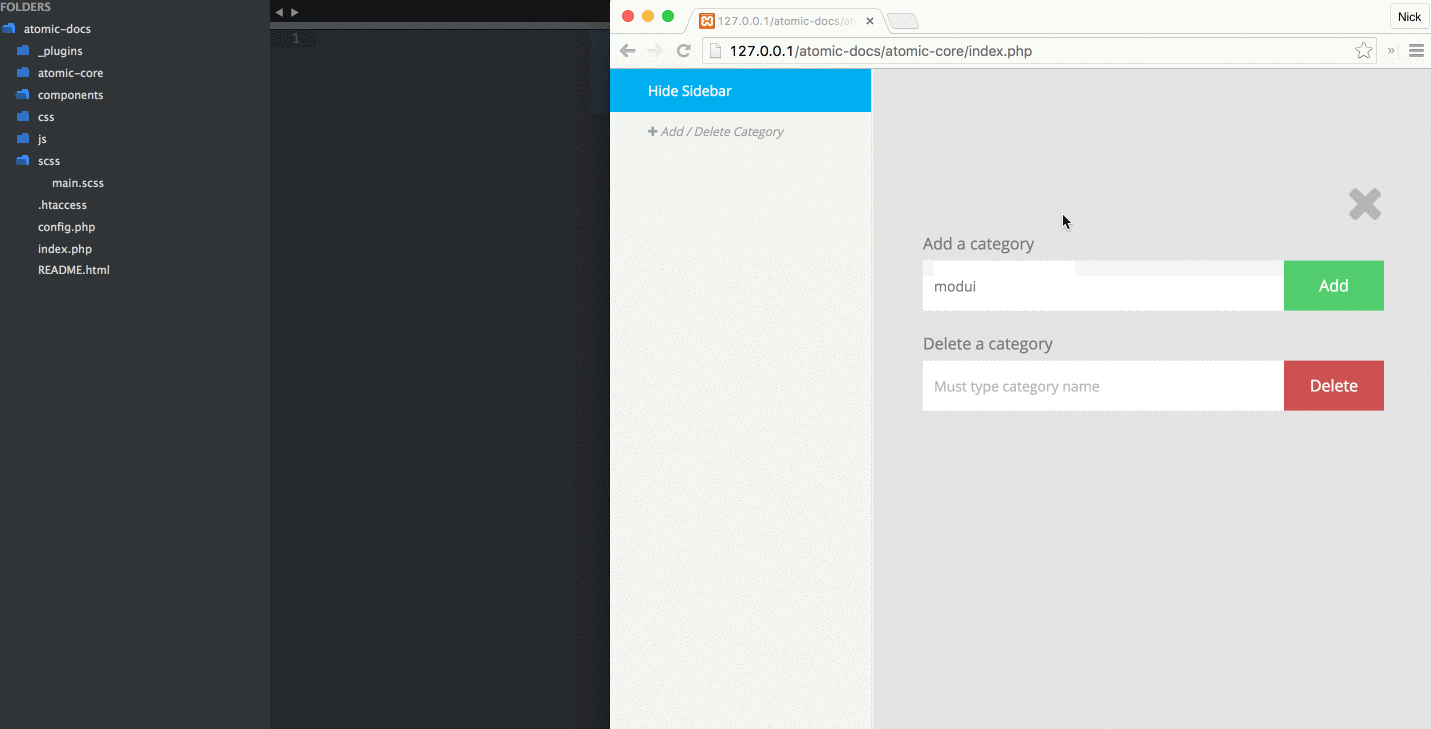 FOLDERS
atomic-docs
_plugins
atomic-core
components
css
js
scss
main.scss
.htaccess
config.php
index.php
README.html
1
127.0.0.1/atomic-docs/at
Nick
127.0.0.1/atomic-docs/atomic-core/index.php
Hide Sidebar
Add / Delete Category
Add a category
modui
Add
Delete a category
Must type category name
Delete